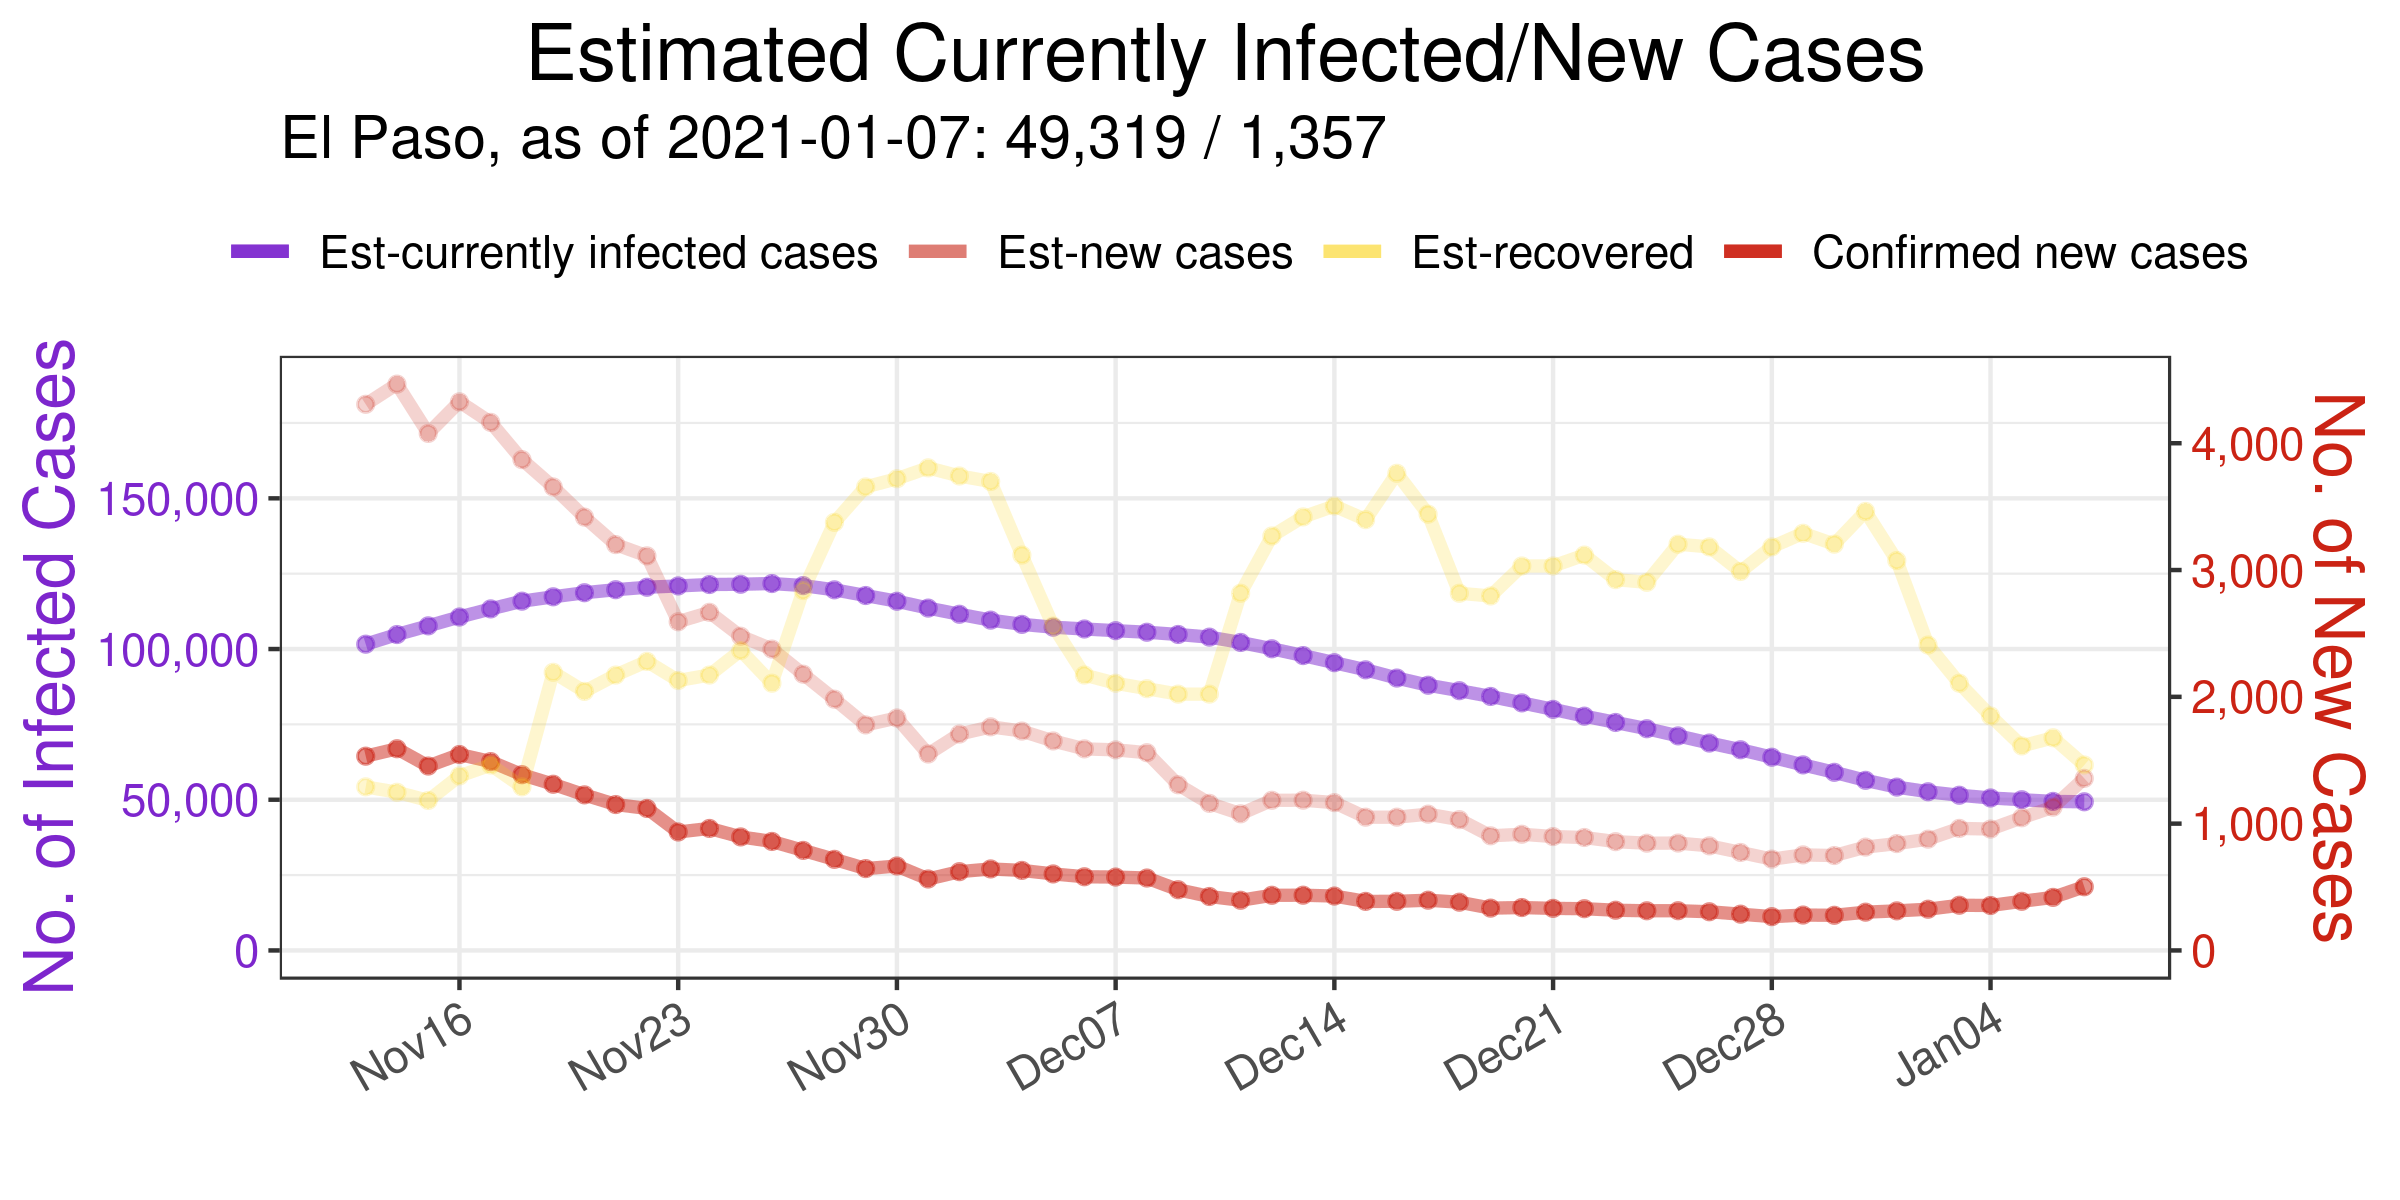 Estimated Currently Infected/New Cases
El Paso, as of 2021-01-07: 49,319 / 1,357
Est-currently infected cases Est-new cases Est-recovered Confirmed new cases
No. of Infected Cases
150,000
100,000
50,000
0
4,000
3,000
2,000
1,000
0
No. of New Cases
Nov16 Nov23 Nov30 Dec07 Dec14 Dec21 Dec28 Jan04